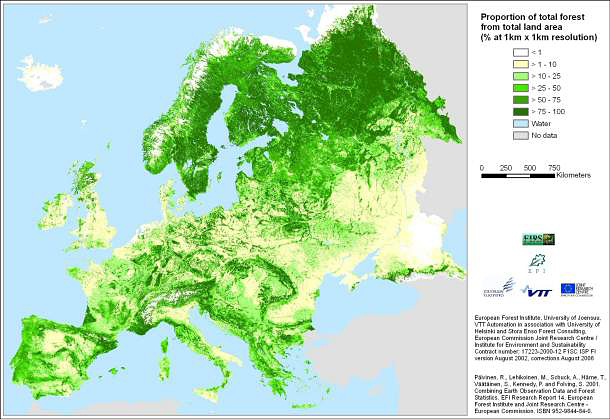 Proportion of total forest
from total land area
(% at 1km x 1km resolution)
< 1
> 1 - 10
> 10 - 25
> 25 - 50
> 50 - 75
> 75 - 100
Water
No data
0 250 500 750
Kilometers
E F I
VTT
JOINT
RESEARCH
CENTRE
European Forest Institute, University of Joensuu,
VTT Automation in association with University of
Helsinki and Stora Enso Forest Consulting,
European Commission Joint Research Centre /
Institute for Environment and Sustainability
Contract number: 17223-2000-12 F1SC ISP FI
version August 2002, corrections August 2006
Päivinen, R., Lehikoinen, M., Schuck, A., Häme, T.,
Väätäinen, S., Kennedy, P. and Folving, S. 2001.
Combining Earth Observation Data and Forest
Statistics. EFI Research Report 14. European
Forest Institute and Joint Research Centre -
European Commission. ISBN 952-9844-84-0.